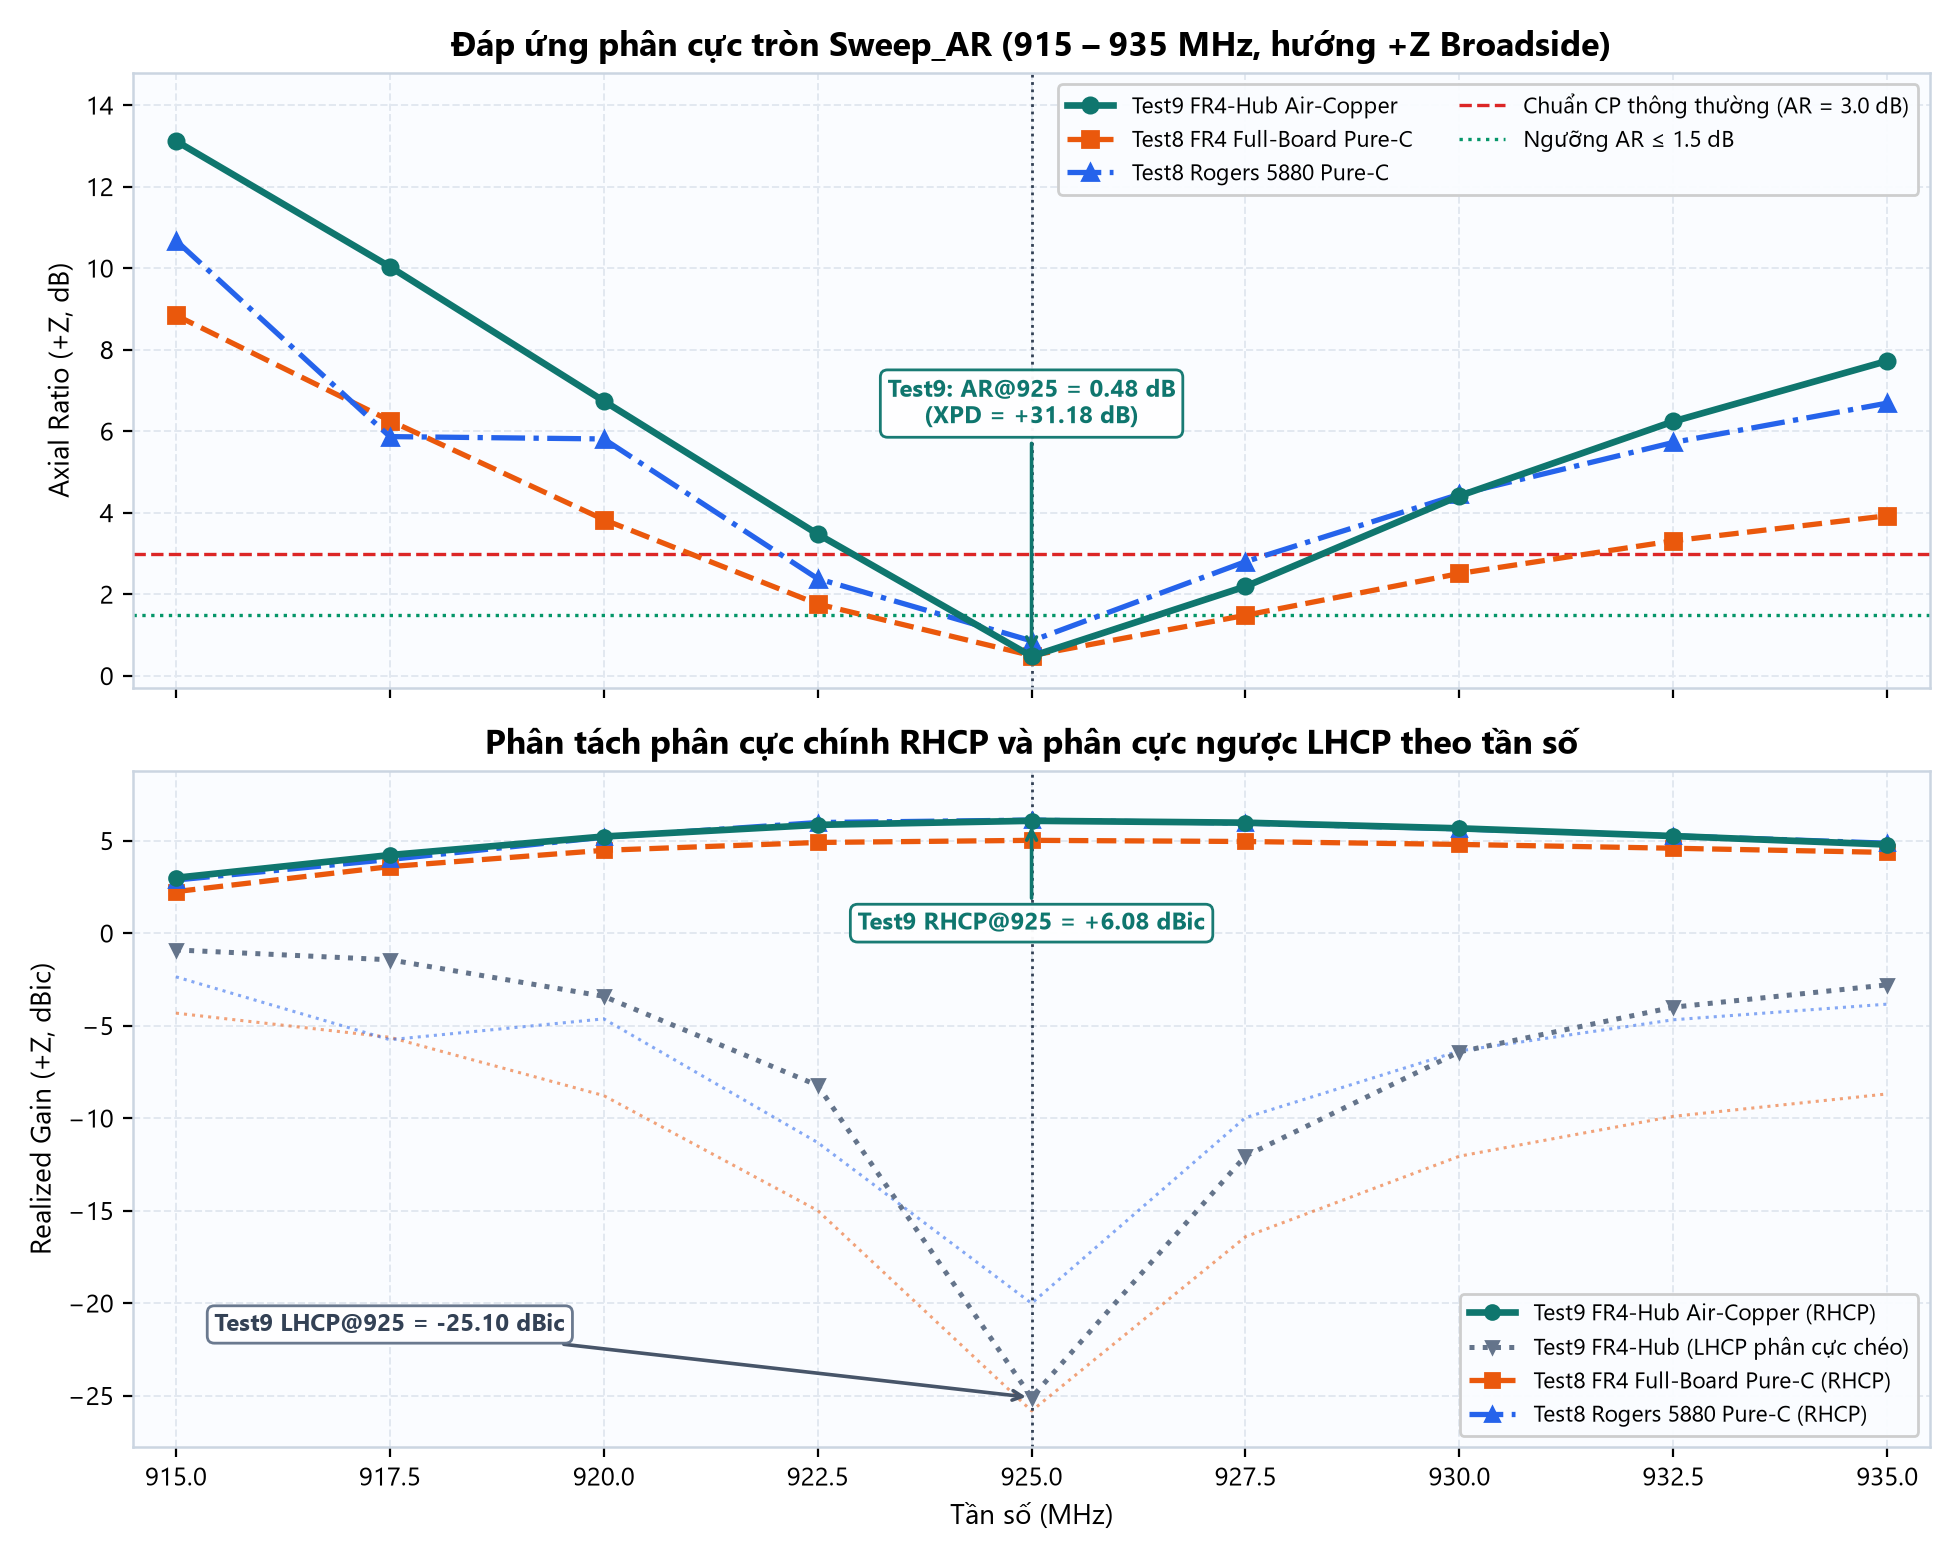 Đáp ứng phân cực tròn Sweep_AR (915 – 935 MHz, hướng +Z Broadside)
Axial Ratio (+Z, dB)
14
12
10
8
6
4
2
0
Test9 FR4-Hub Air-Copper
Test8 FR4 Full-Board Pure-C
Test8 Rogers 5880 Pure-C
Chuẩn CP thông thường (AR = 3.0 dB)
Ngưỡng AR ≤ 1.5 dB
Test9: AR@925 = 0.48 dB
(XPD = +31.18 dB)
Phân tách phân cực chính RHCP và phân cực ngược LHCP theo tần số
Realized Gain (+Z, dBic)
5
0
−5
−10
−15
−20
−25
Test9 RHCP@925 = +6.08 dBic
Test9 LHCP@925 = -25.10 dBic
Test9 FR4-Hub Air-Copper (RHCP)
Test9 FR4-Hub (LHCP phân cực chéo)
Test8 FR4 Full-Board Pure-C (RHCP)
Test8 Rogers 5880 Pure-C (RHCP)
915.0 917.5 920.0 922.5 925.0 927.5 930.0 932.5 935.0
Tần số (MHz)